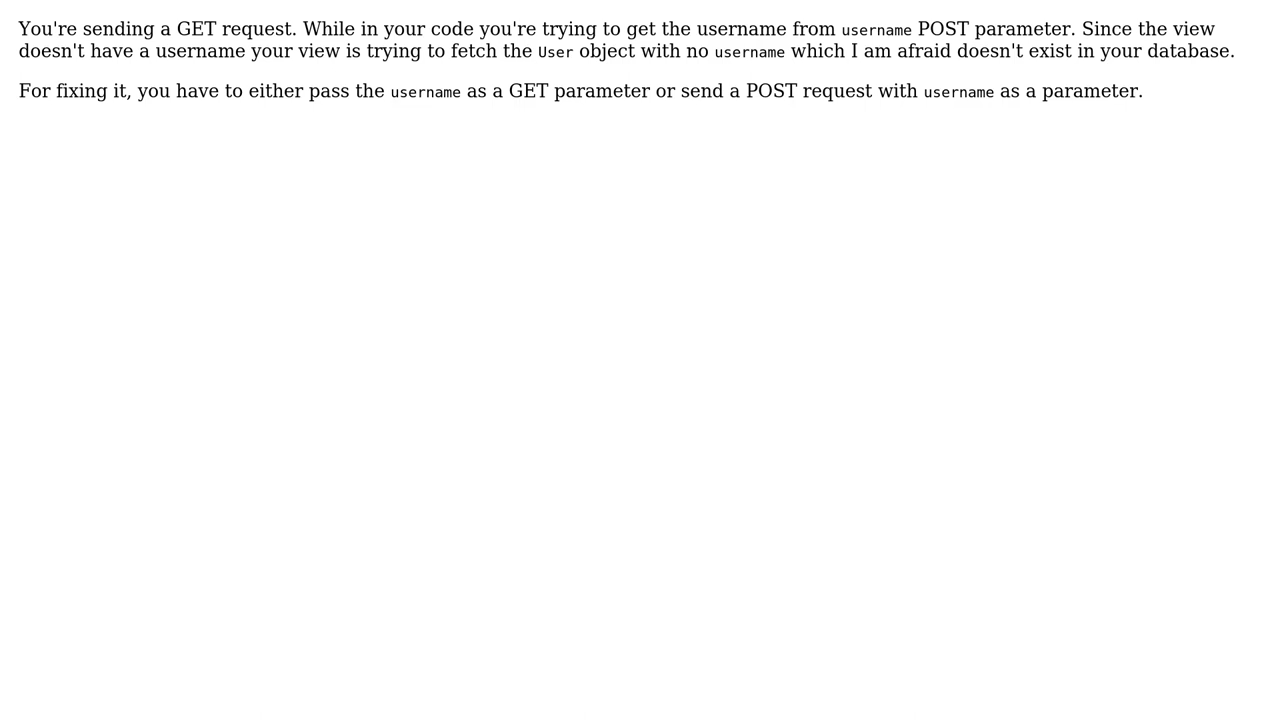 You're sending a GET request. While in your code you're trying to get the username from username POST parameter. Since the view
doesn't have a username your view is trying to fetch the User object with no username which I am afraid doesn't exist in your database.
For fixing it, you have to either pass the username as a GET parameter or send a POST request with username as a parameter.